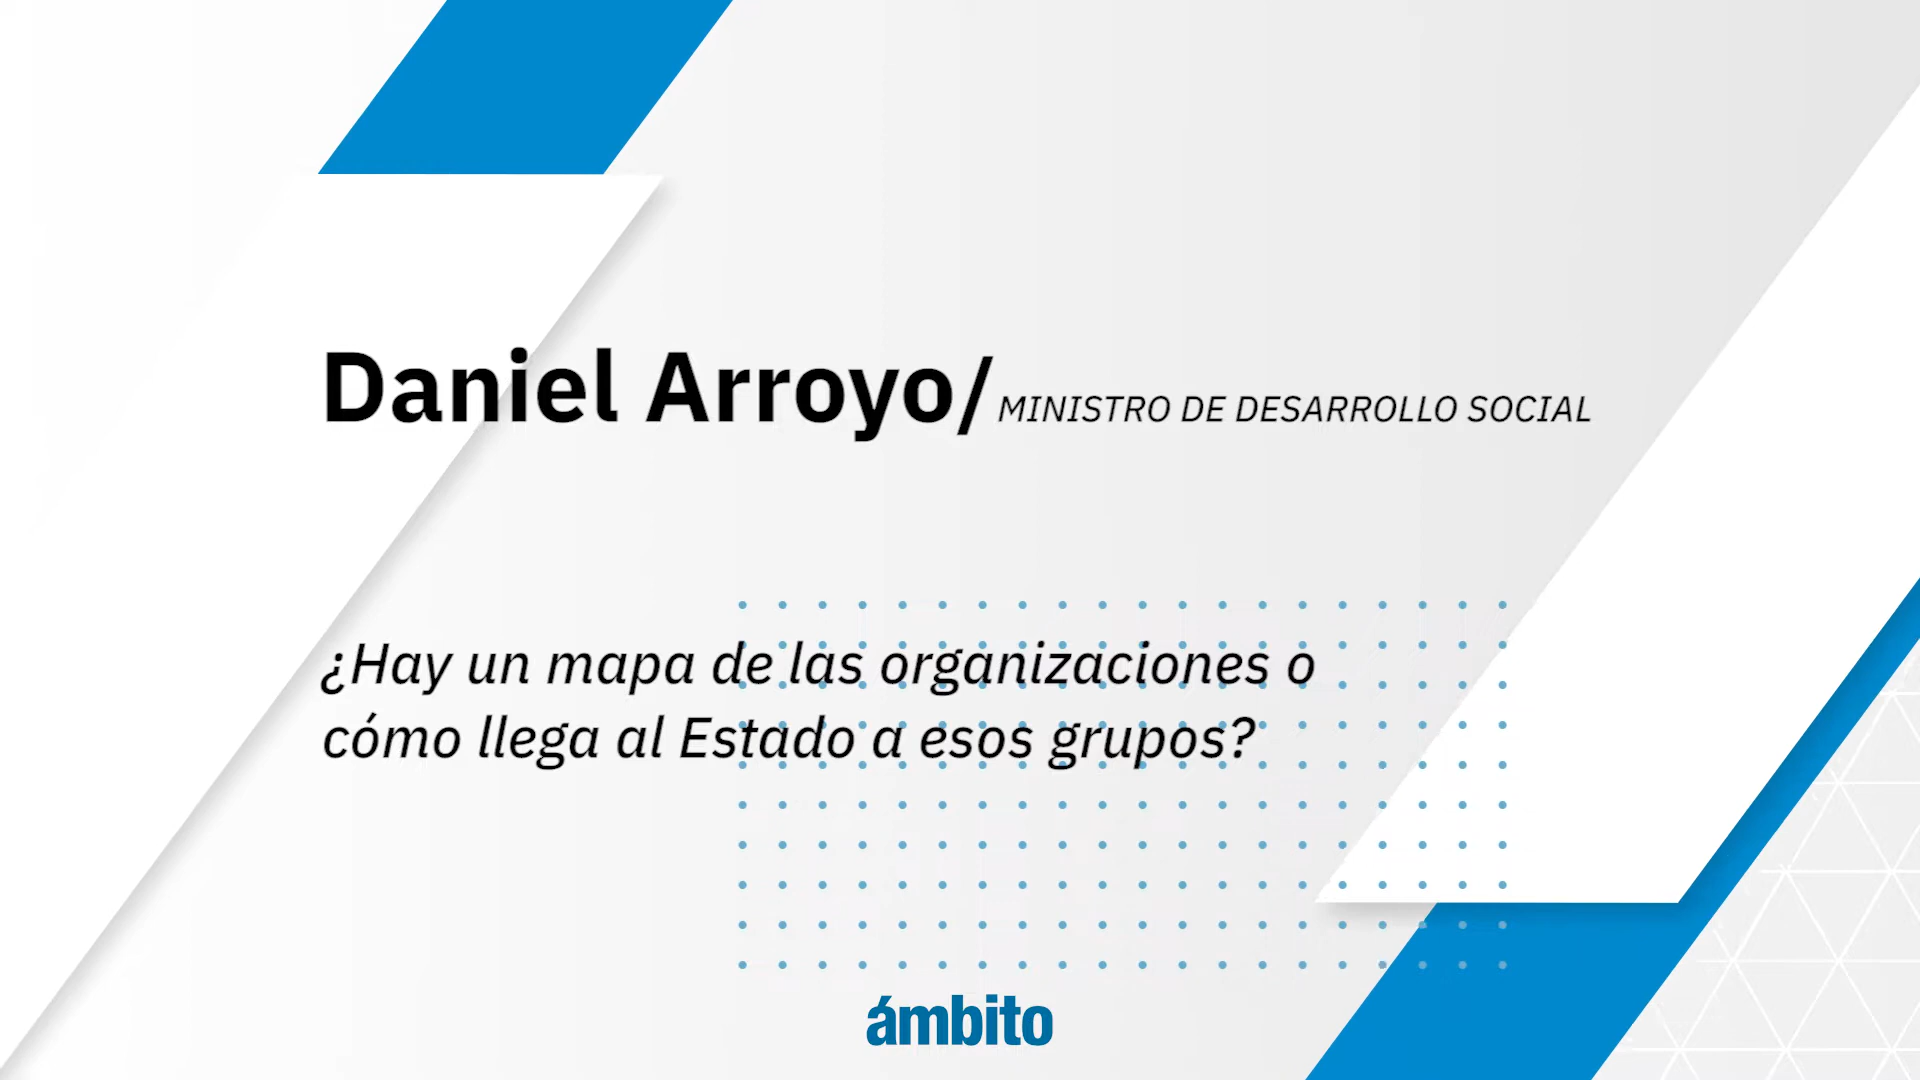 Daniel Arroyo/ MINISTRO DE DESARROLLO SOCIAL
¿Hay un mapa de las organizaciones o
cómo llega al Estado a esos grupos?
ámbito